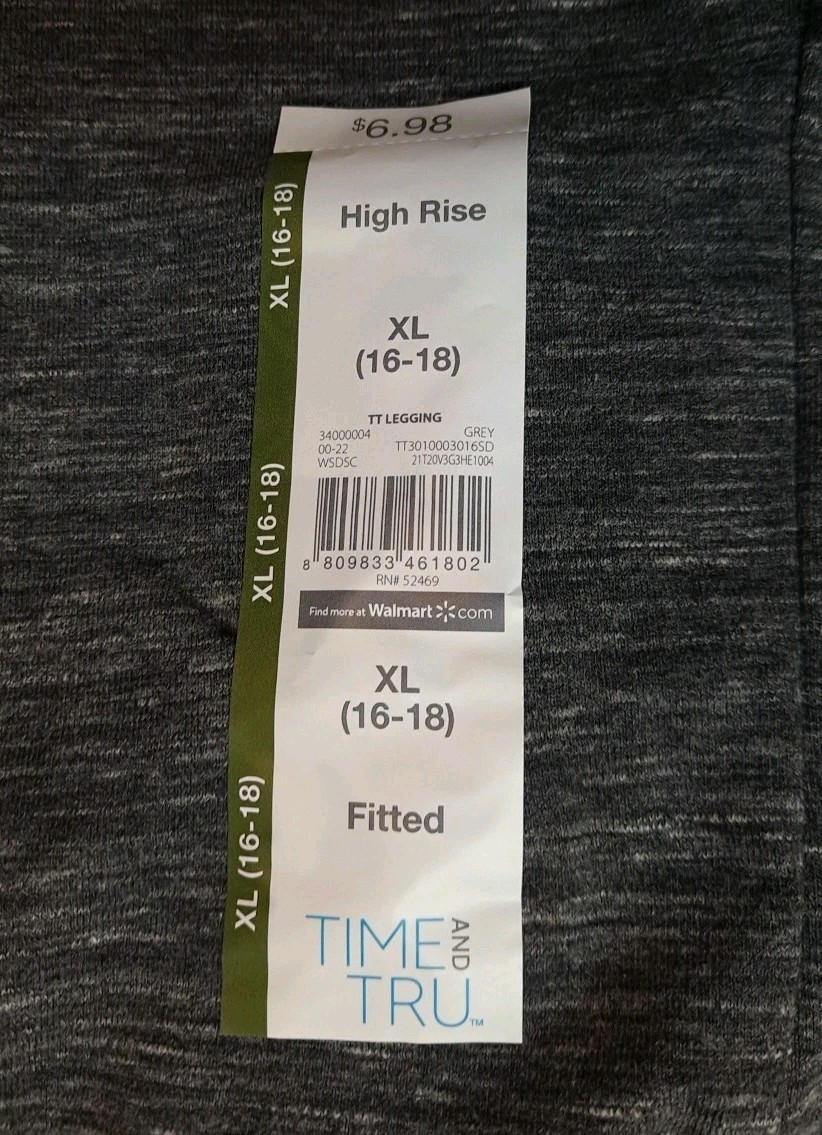 $6.98
High Rise
XL (16-18)
XL
(16-18)
TT LEGGING
34000004 GREY
00-22 TT3010003016SD
WSDSC 21T20V3G3HE1004
XL (16-18)
8 809833 461802
RN# 52469
Find more at Walmart com
XL
(16-18)
XL (16-18)
Fitted
TIME AND
TRU™